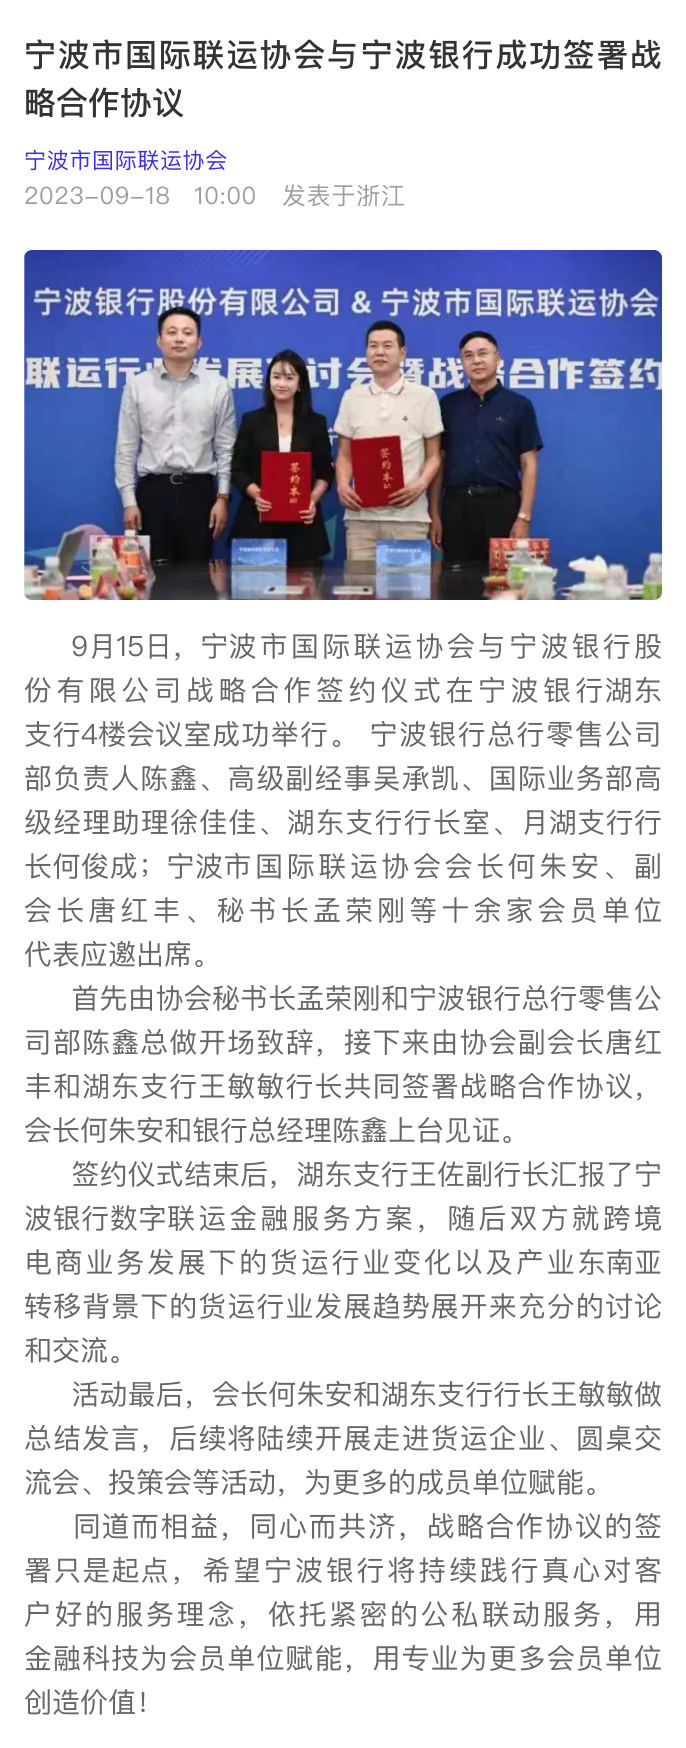 宁波市国际联运协会与宁波银行成功签署战
略合作协议
宁波市国际联运协会
2023-09-18 10:00 发表于浙江
宁波银行股份有限公司 & 宁波市国际联运协会
联运行业发展 讨会暨战略合作签约
签约本
签约本
9月15日，宁波市国际联运协会与宁波银行股
份有限公司战略合作签约仪式在宁波银行湖东
支行4楼会议室成功举行。 宁波银行总行零售公司
部负责人陈鑫、高级副经事吴承凯、国际业务部高
级经理助理徐佳佳、湖东支行行长室、月湖支行行
长何俊成；宁波市国际联运协会会长何朱安、副
会长唐红丰、秘书长孟荣刚等十余家会员单位
代表应邀出席。
首先由协会秘书长孟荣刚和宁波银行总行零售公
司部陈鑫总做开场致辞，接下来由协会副会长唐红
丰和湖东支行王敏敏行长共同签署战略合作协议，
会长何朱安和银行总经理陈鑫上台见证。
签约仪式结束后，湖东支行王佐副行长汇报了宁
波银行数字联运金融服务方案，随后双方就跨境
电商业务发展下的货运行业变化以及产业东南亚
转移背景下的货运行业发展趋势展开来充分的讨论
和交流。
活动最后，会长何朱安和湖东支行行长王敏敏做
总结发言，后续将陆续开展走进货运企业、圆桌交
流会、投策会等活动，为更多的成员单位赋能。
同道而相益，同心而共济，战略合作协议的签
署只是起点，希望宁波银行将持续践行真心对客
户好的服务理念，依托紧密的公私联动服务，用
金融科技为会员单位赋能，用专业为更多会员单位
创造价值！